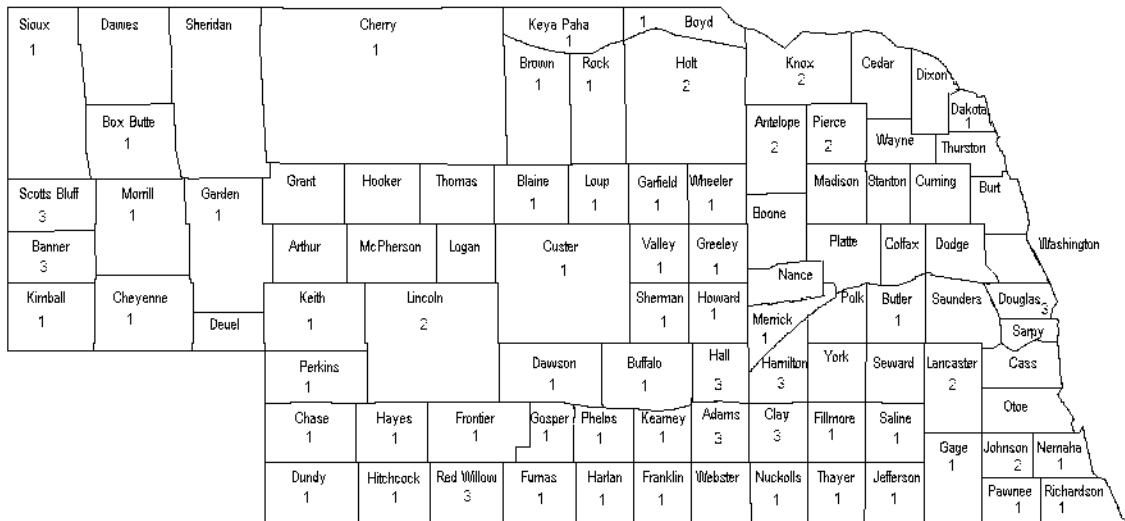 Sioux Dawes Sheridan Cherry Keya Paha 1 Boyd
1 1 1
Brown Rock Holt Knox Cedar Dixon
1 1 2 2
Box Butte Antelope Pierce Dakota
1 2 2 1
Wayne Thurston
Scotts Bluff Morrill Garden Grant Hooker Thomas Blaine Loup Garfield Wheeler Madison Stanton Cuming Burt
3 1 1 1 1 1 1
Boone
Banner Arthur McPherson Logan Custer Valley Greeley Platte Colfax Dodge Washington
3 1 1 1
Nance
Kimball Cheyenne Keith Lincoln Sherman Howard Polk Butler Saunders Douglas
1 1 1 2 1 1 1 3
Deuel Merrick Sarpy
1
Perkins Dawson Buffalo Hall Hamilton York Seward Lancaster Cass
1 1 1 3 3 2
Otoe
Chase Hayes Frontier Gosper Phelps Kearney Adams Clay Fillmore Saline
1 1 1 1 1 1 3 3 1 1
Gage Johnson Nemaha
1 2 1
Dundy Hitchcock Red Willow Furnas Harlan Franklin Webster Nuckolls Thayer Jefferson
1 1 3 1 1 1 1 1 1
Pawnee Richardson
1 1